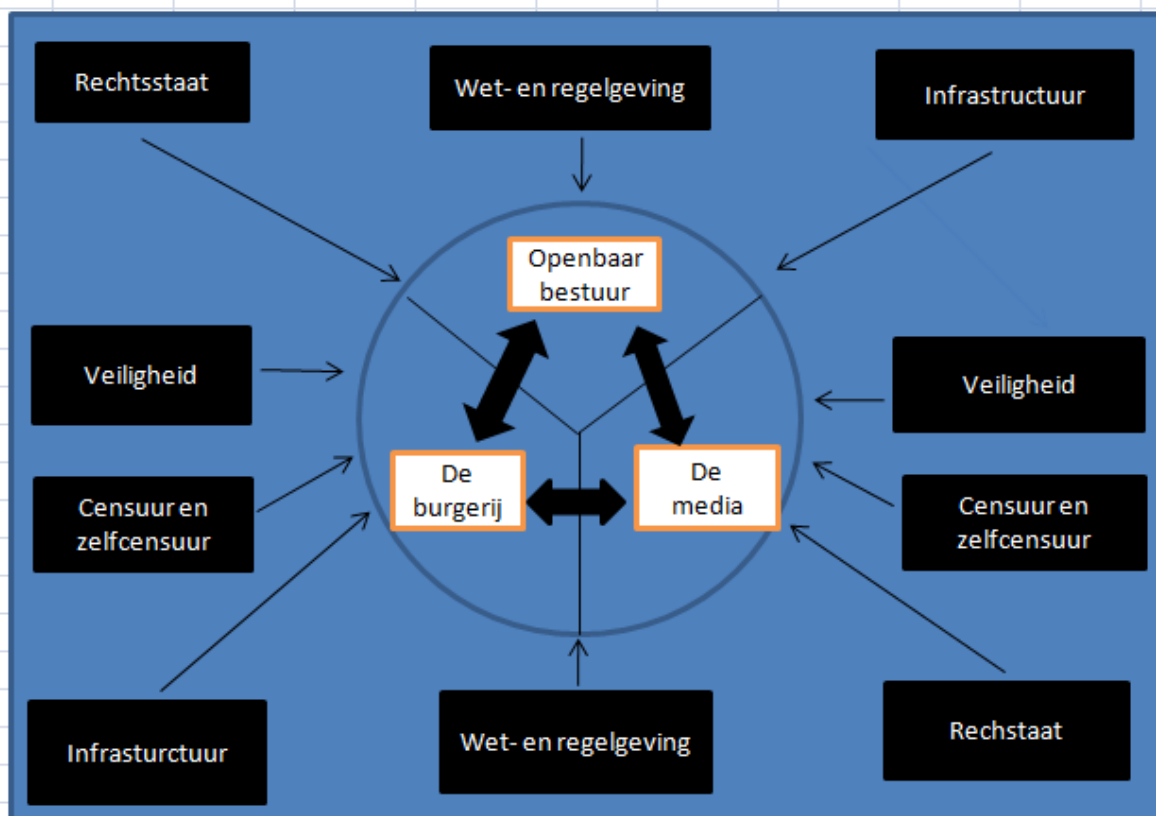 Rechtsstaat
Wet- en regelgeving
Infrastructuur
Openbaar
bestuur
Veiligheid
Veiligheid
De
burgerij
De
media
Censuur en
zelfcensuur
Censuur en
zelfcensuur
Infrasturctuur
Wet- en regelgeving
Rechstaat